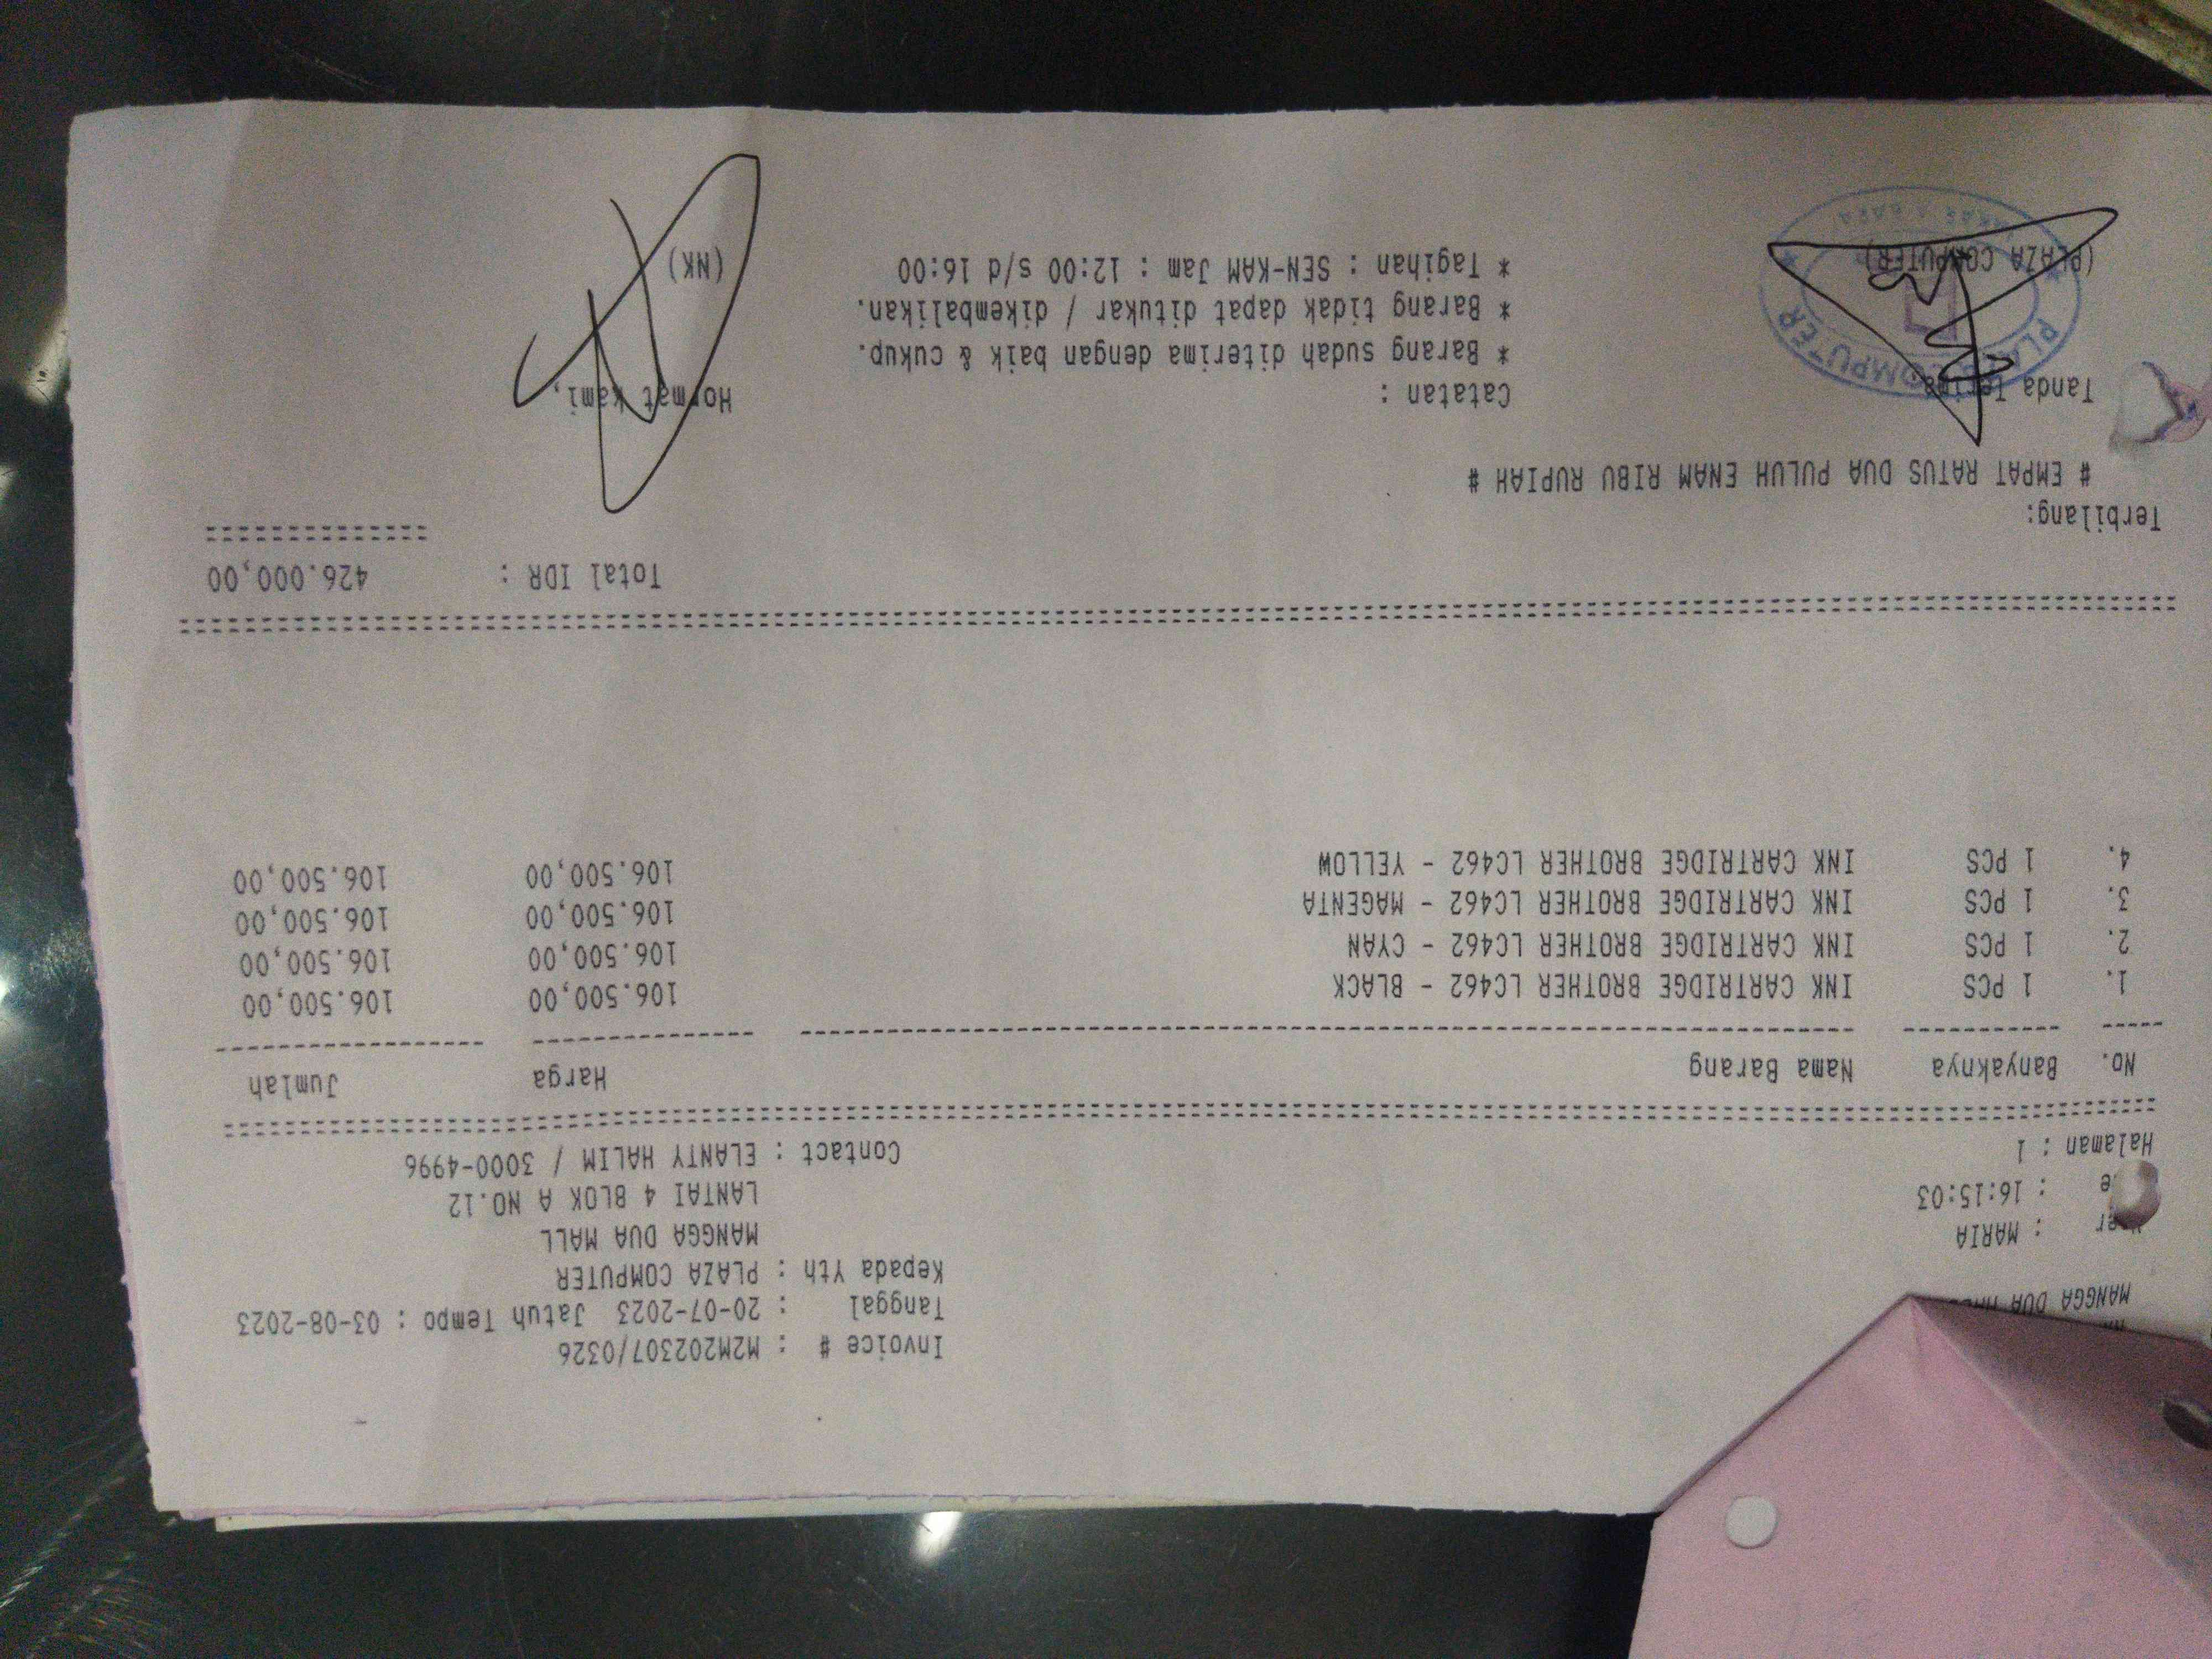 Invoice # : M2M202307/0326
Tanggal : 20-07-2023 Jatuh Tempo : 03-08-2023
MANGGA DUA
Kepada Yth : PLAZA COMPUTER
MANGGA DUA MALL
: MARIA
LANTAI 4 BLOK A NO.12
: 16:15:03
Contact : ELANTY HALIM / 3000-4996
Halaman : 1
No. Banyaknya Nama Barang Harga Jumlah
1. 1 PCS INK CARTRIDGE BROTHER LC462 - BLACK 106.500,00 106.500,00
2. 1 PCS INK CARTRIDGE BROTHER LC462 - CYAN 106.500,00 106.500,00
3. 1 PCS INK CARTRIDGE BROTHER LC462 - MAGENTA 106.500,00 106.500,00
4. 1 PCS INK CARTRIDGE BROTHER LC462 - YELLOW 106.500,00 106.500,00
Total IDR : 426.000,00
Terbilang:
# EMPAT RATUS DUA PULUH ENAM RIBU RUPIAH #
Tanda Terima Catatan : Hormat kami,
* Barang sudah diterima dengan baik & cukup.
* Barang tidak dapat ditukar / dikembalikan.
(PLAZA COMPUTER) * Tagihan : SEN-KAM Jam : 12:00 s/d 16:00 (NK)
PLAZA COMPUTER